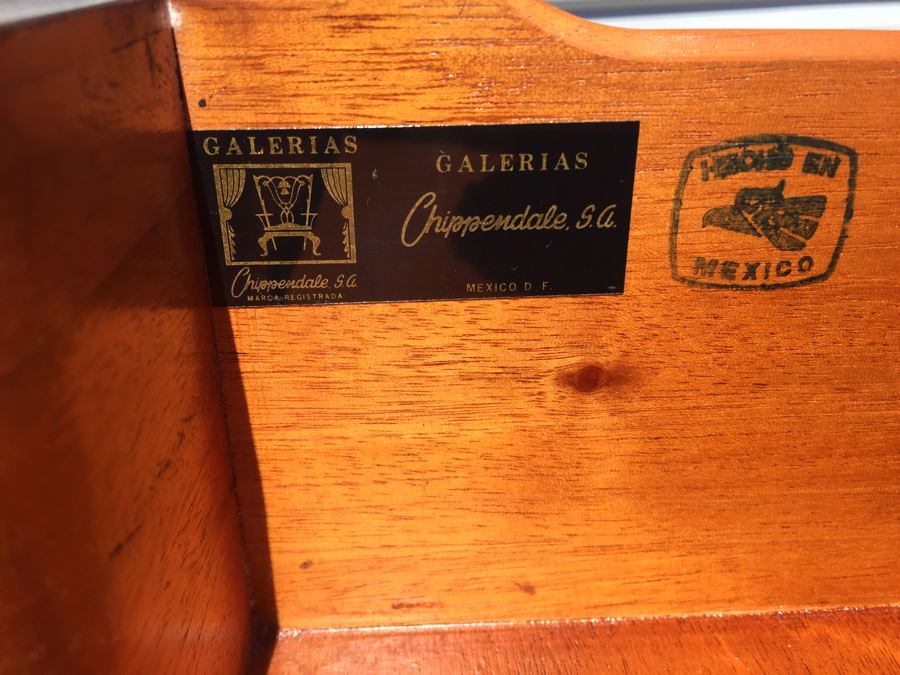 GALERIAS
Chippendale, S.A.
MARCA REGISTRADA
GALERIAS
Chippendale, S.A.
MEXICO D. F.
HECHO EN
MEXICO